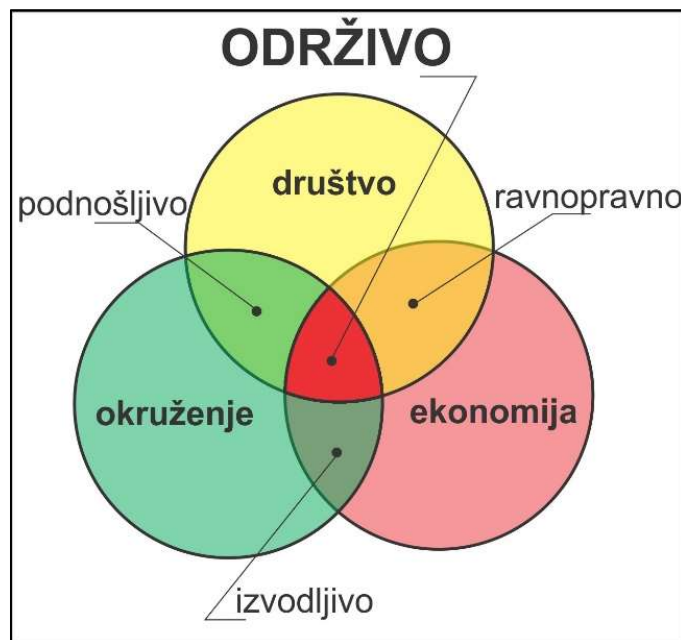 ODRŽIVO
društvo
podnošljivo
ravnopravno
okruženje
ekonomija
izvodljivo